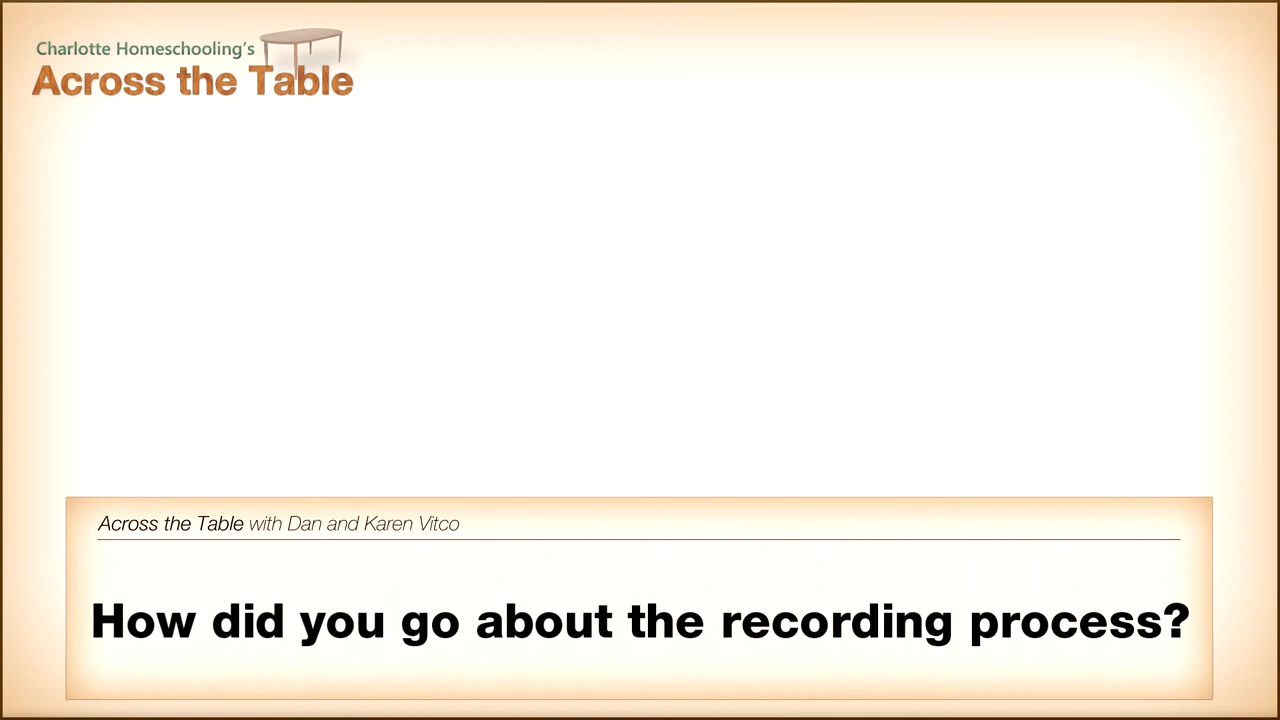 Charlotte Homeschooling's
Across the Table
Across the Table with Dan and Karen Vitco
How did you go about the recording process?